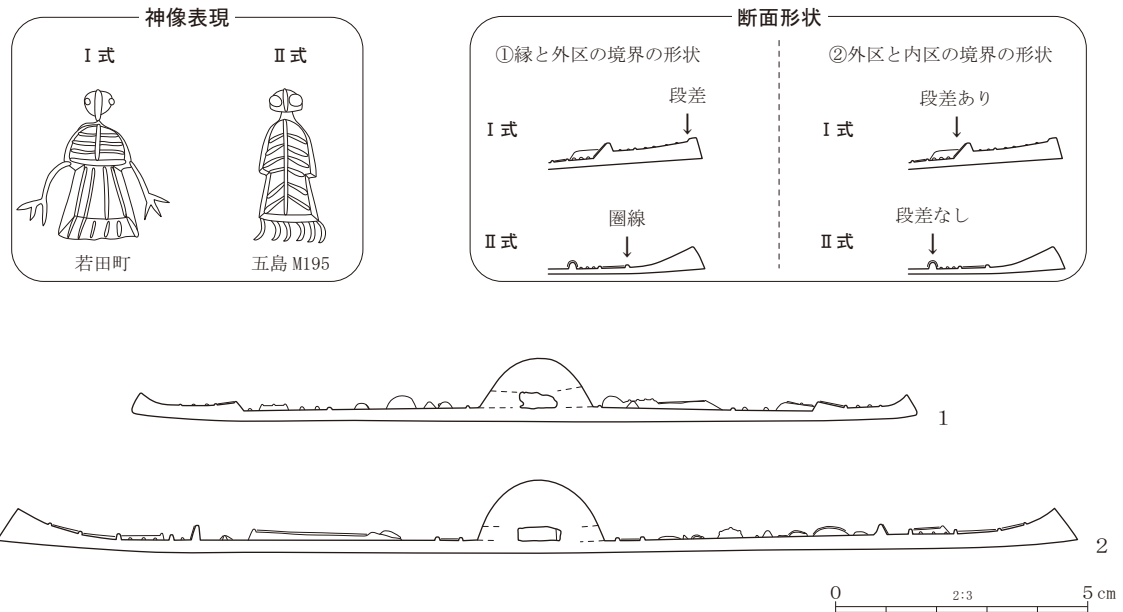 神像表現
Ⅰ式
Ⅱ式
若田町
五島 M195
断面形状
①縁と外区の境界の形状
②外区と内区の境界の形状
段差
Ⅰ式
圏線
Ⅱ式
段差あり
Ⅰ式
段差なし
Ⅱ式
1
2
0
2:3
5 cm